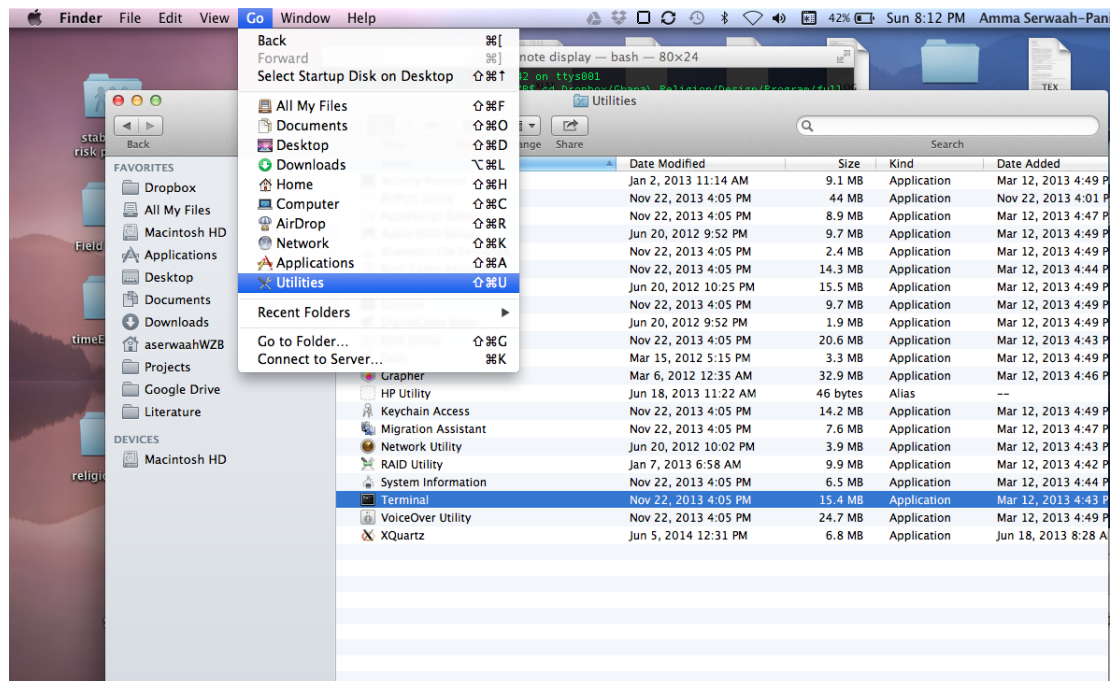 Finder File Edit View Go Window Help 42% Sun 8:12 PM Amma Serwaah-Pan
Back ⌘[
Forward ⌘]
Select Startup Disk on Desktop ⇧⌘↑
All My Files ⇧⌘F
Documents ⇧⌘O
Desktop ⇧⌘D
Downloads ⌥⌘L
Home ⇧⌘H
Computer ⇧⌘C
AirDrop ⇧⌘R
Network ⇧⌘K
Applications ⇧⌘A
Utilities ⇧⌘U
Recent Folders ▶
Go to Folder... ⇧⌘G
Connect to Server... ⌘K
note display — bash — 80×24
42 on ttys001
B$ cd Dropbox/Ghana\ Religion/Design/Program/full
TEX
stab
risk p
Field
timeE
religio
Utilities
Back ange Share Search
FAVORITES
Dropbox
All My Files
Macintosh HD
Applications
Desktop
Documents
Downloads
aserwaahWZB
Projects
Google Drive
Literature
DEVICES
Macintosh HD
Date Modified Size Kind Date Added
Jan 2, 2013 11:14 AM 9.1 MB Application Mar 12, 2013 4:49 P
Nov 22, 2013 4:05 PM 44 MB Application Nov 22, 2013 4:01 P
Nov 22, 2013 4:05 PM 8.9 MB Application Mar 12, 2013 4:47 P
Jun 20, 2012 9:52 PM 9.7 MB Application Mar 12, 2013 4:49 P
Nov 22, 2013 4:05 PM 2.4 MB Application Mar 12, 2013 4:49 P
Nov 22, 2013 4:05 PM 14.3 MB Application Mar 12, 2013 4:44 P
Jun 20, 2012 10:25 PM 15.5 MB Application Mar 12, 2013 4:49 P
Nov 22, 2013 4:05 PM 9.7 MB Application Mar 12, 2013 4:49 P
Jun 20, 2012 9:52 PM 1.9 MB Application Mar 12, 2013 4:49 P
Nov 22, 2013 4:05 PM 20.6 MB Application Mar 12, 2013 4:43 P
Mar 15, 2012 5:15 PM 3.3 MB Application Mar 12, 2013 4:49 P
Grapher Mar 6, 2012 12:35 AM 32.9 MB Application Mar 12, 2013 4:46 P
HP Utility Jun 18, 2013 11:22 AM 46 bytes Alias --
Keychain Access Nov 22, 2013 4:05 PM 14.2 MB Application Mar 12, 2013 4:49 P
Migration Assistant Nov 22, 2013 4:05 PM 7.6 MB Application Mar 12, 2013 4:47 P
Network Utility Jun 20, 2012 10:02 PM 3.9 MB Application Mar 12, 2013 4:43 P
RAID Utility Jan 7, 2013 6:58 AM 9.9 MB Application Mar 12, 2013 4:42 P
System Information Nov 22, 2013 4:05 PM 6.5 MB Application Mar 12, 2013 4:44 P
Terminal Nov 22, 2013 4:05 PM 15.4 MB Application Mar 12, 2013 4:43 P
VoiceOver Utility Nov 22, 2013 4:05 PM 24.7 MB Application Mar 12, 2013 4:49 P
XQuartz Jun 5, 2014 12:31 PM 6.8 MB Application Jun 18, 2013 8:28 A